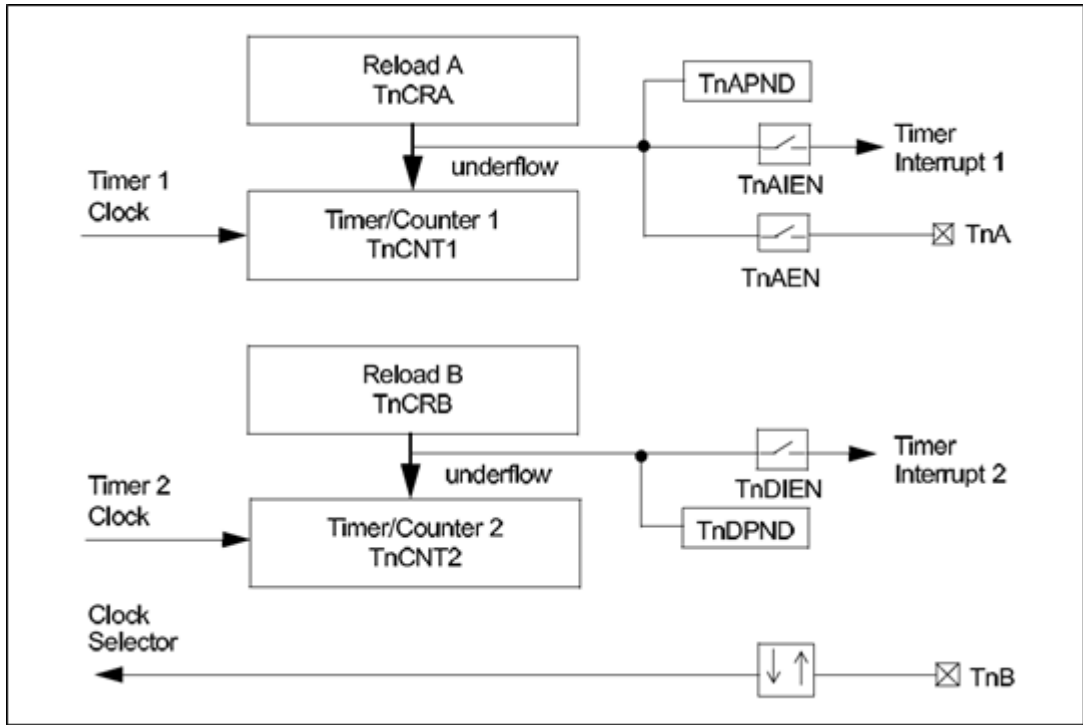 Reload A
TnCRA
TnAPND
underflow
Timer
Interrupt 1
TnAIEN
Timer 1
Clock
Timer/Counter 1
TnCNT1
TnA
TnAEN
Reload B
TnCRB
underflow
Timer
Interrupt 2
TnDIEN
Timer 2
Clock
Timer/Counter 2
TnCNT2
TnDPND
Clock
Selector
TnB